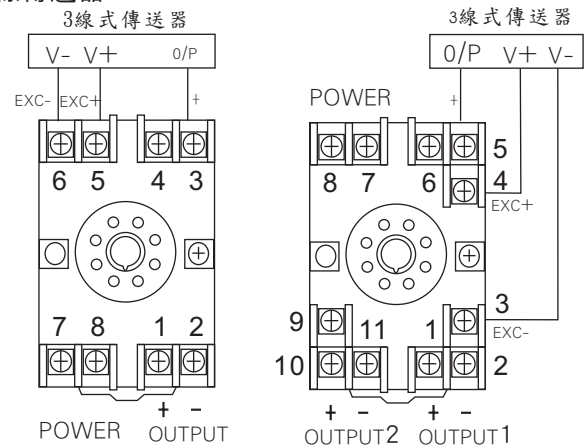 3線式傳送器
V- V+ 0/P
EXC- EXC+ +
6 5 4 3
7 8 1 2
+ -
POWER OUTPUT
3線式傳送器
0/P V+ V-
POWER +
5
8 7 6
4
EXC+
3
9 11 1
EXC-
10 2
+ - + -
OUTPUT2 OUTPUT1